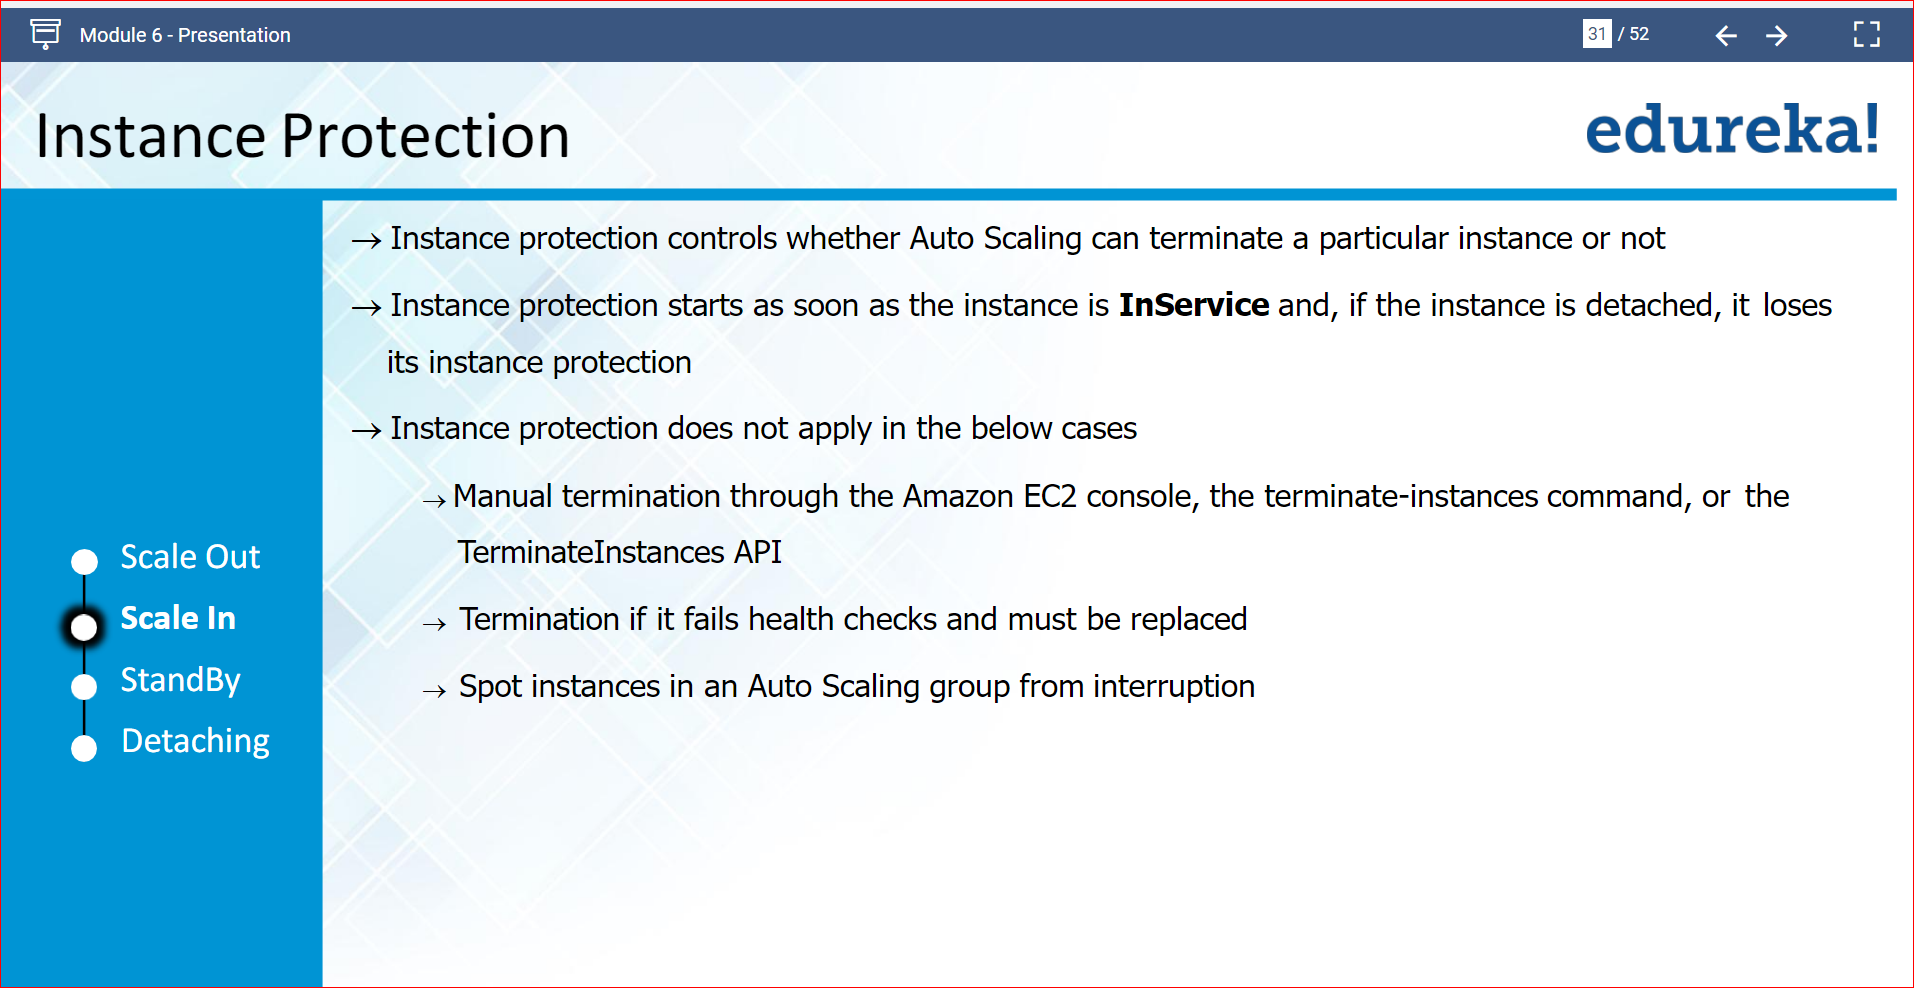 Module 6 - Presentation
31 / 52
Instance Protection
edureka!
→ Instance protection controls whether Auto Scaling can terminate a particular instance or not
→ Instance protection starts as soon as the instance is InService and, if the instance is detached, it loses
its instance protection
→ Instance protection does not apply in the below cases
→ Manual termination through the Amazon EC2 console, the terminate-instances command, or the
TerminateInstances API
→ Termination if it fails health checks and must be replaced
→ Spot instances in an Auto Scaling group from interruption
Scale Out
Scale In
StandBy
Detaching